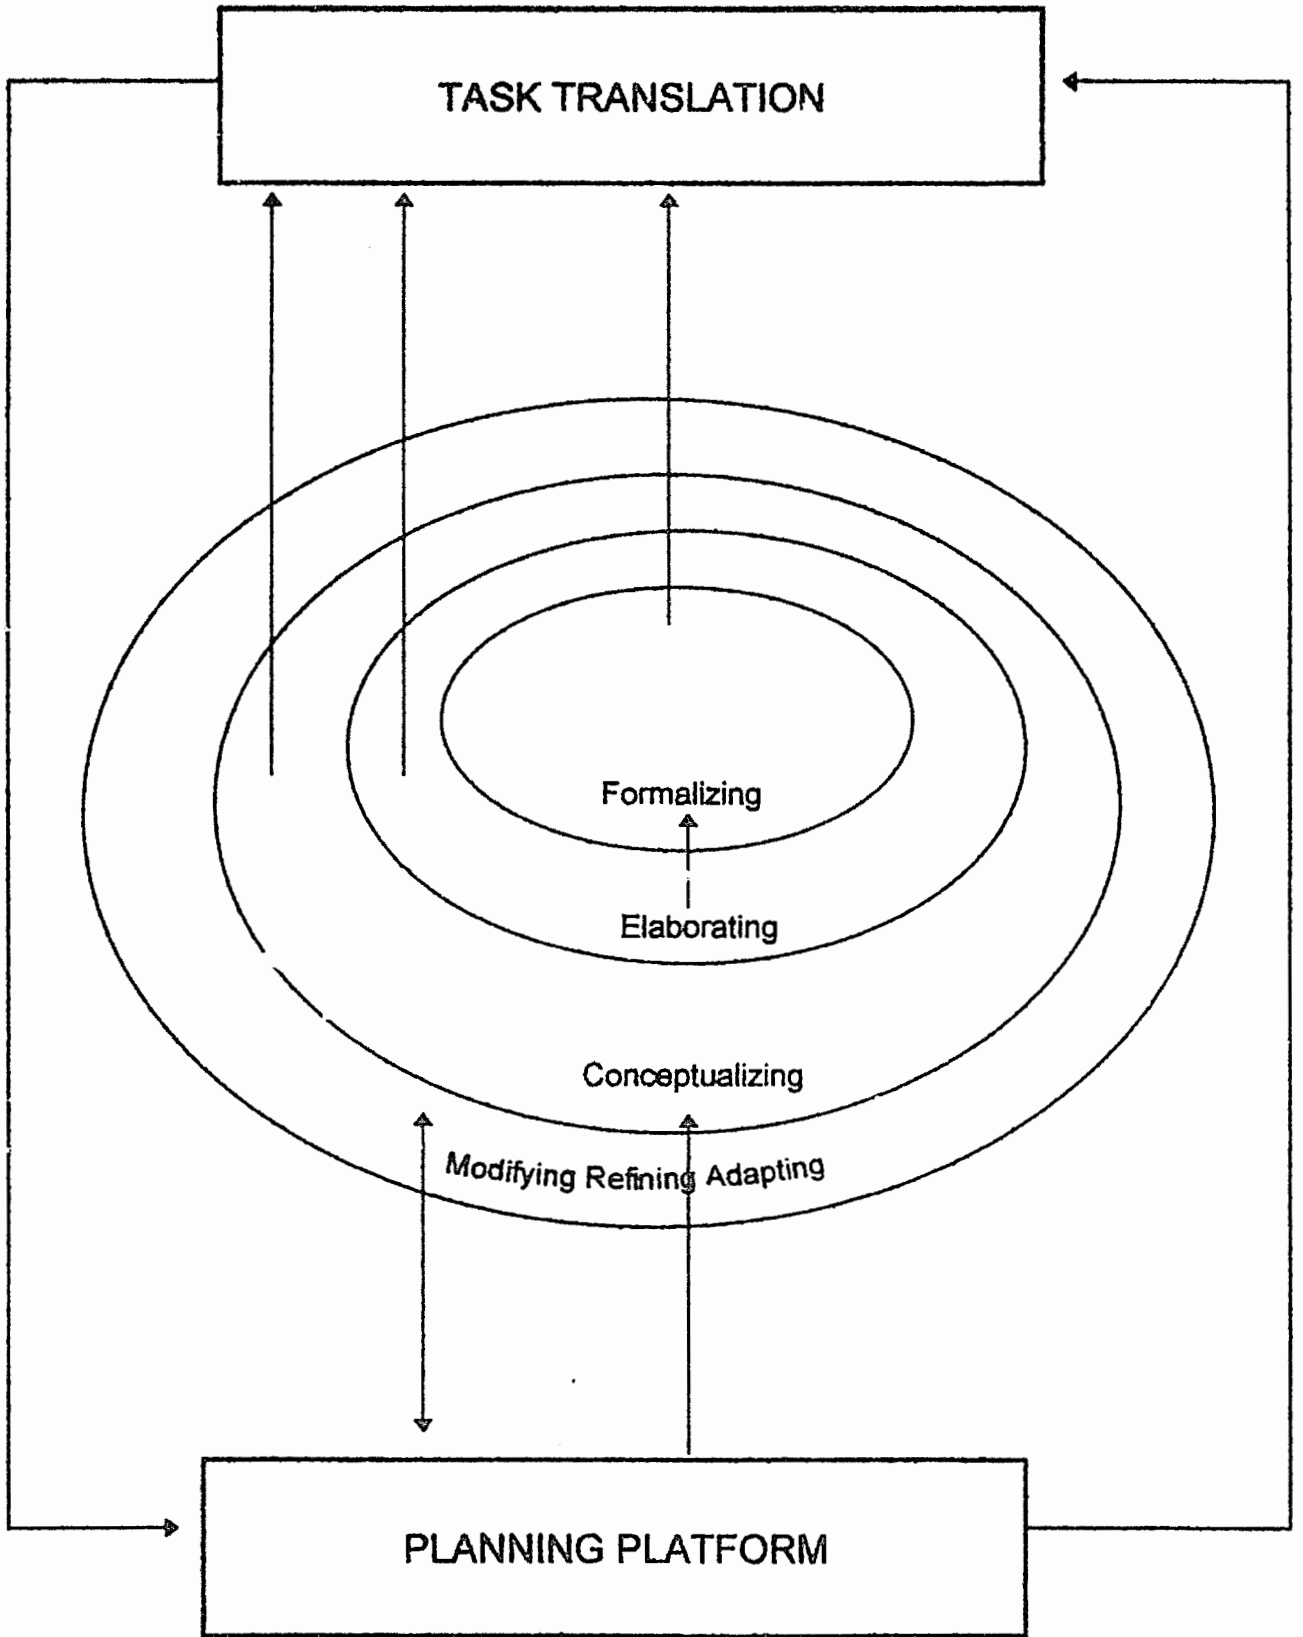 TASK TRANSLATION
Formalizing
Elaborating
Conceptualizing
Modifying Refining Adapting
PLANNING PLATFORM